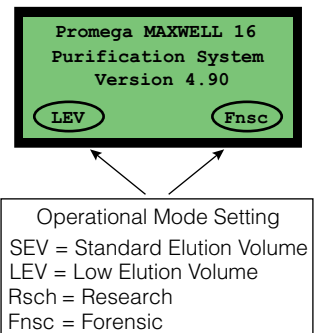 Promega MAXWELL 16
Purification System
Version 4.90
LEV Fnsc
Operational Mode Setting
SEV = Standard Elution Volume
LEV = Low Elution Volume
Rsch = Research
Fnsc = Forensic